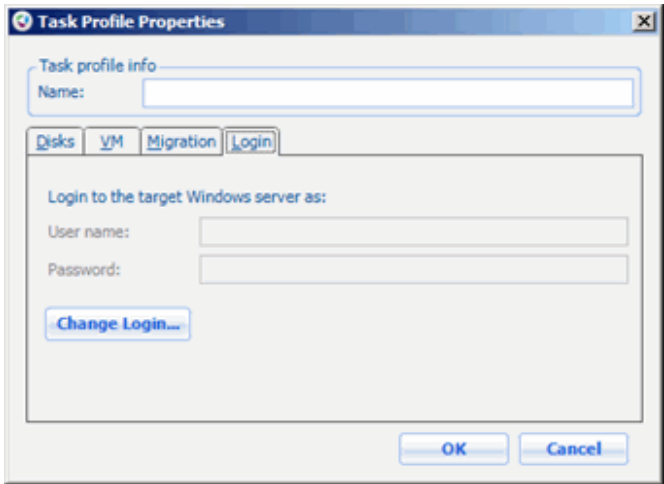 Task Profile Properties
Task profile info
Name:
Disks VM Migration Login
Login to the target Windows server as:
User name:
Password:
Change Login...
OK Cancel